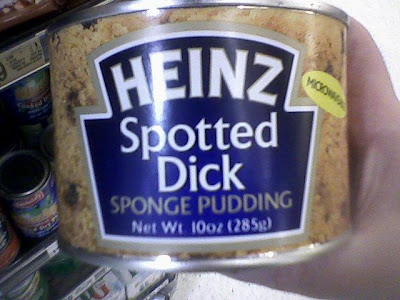 HEINZ
Spotted
Dick
SPONGE PUDDING
Net Wt. 10oz (285g)